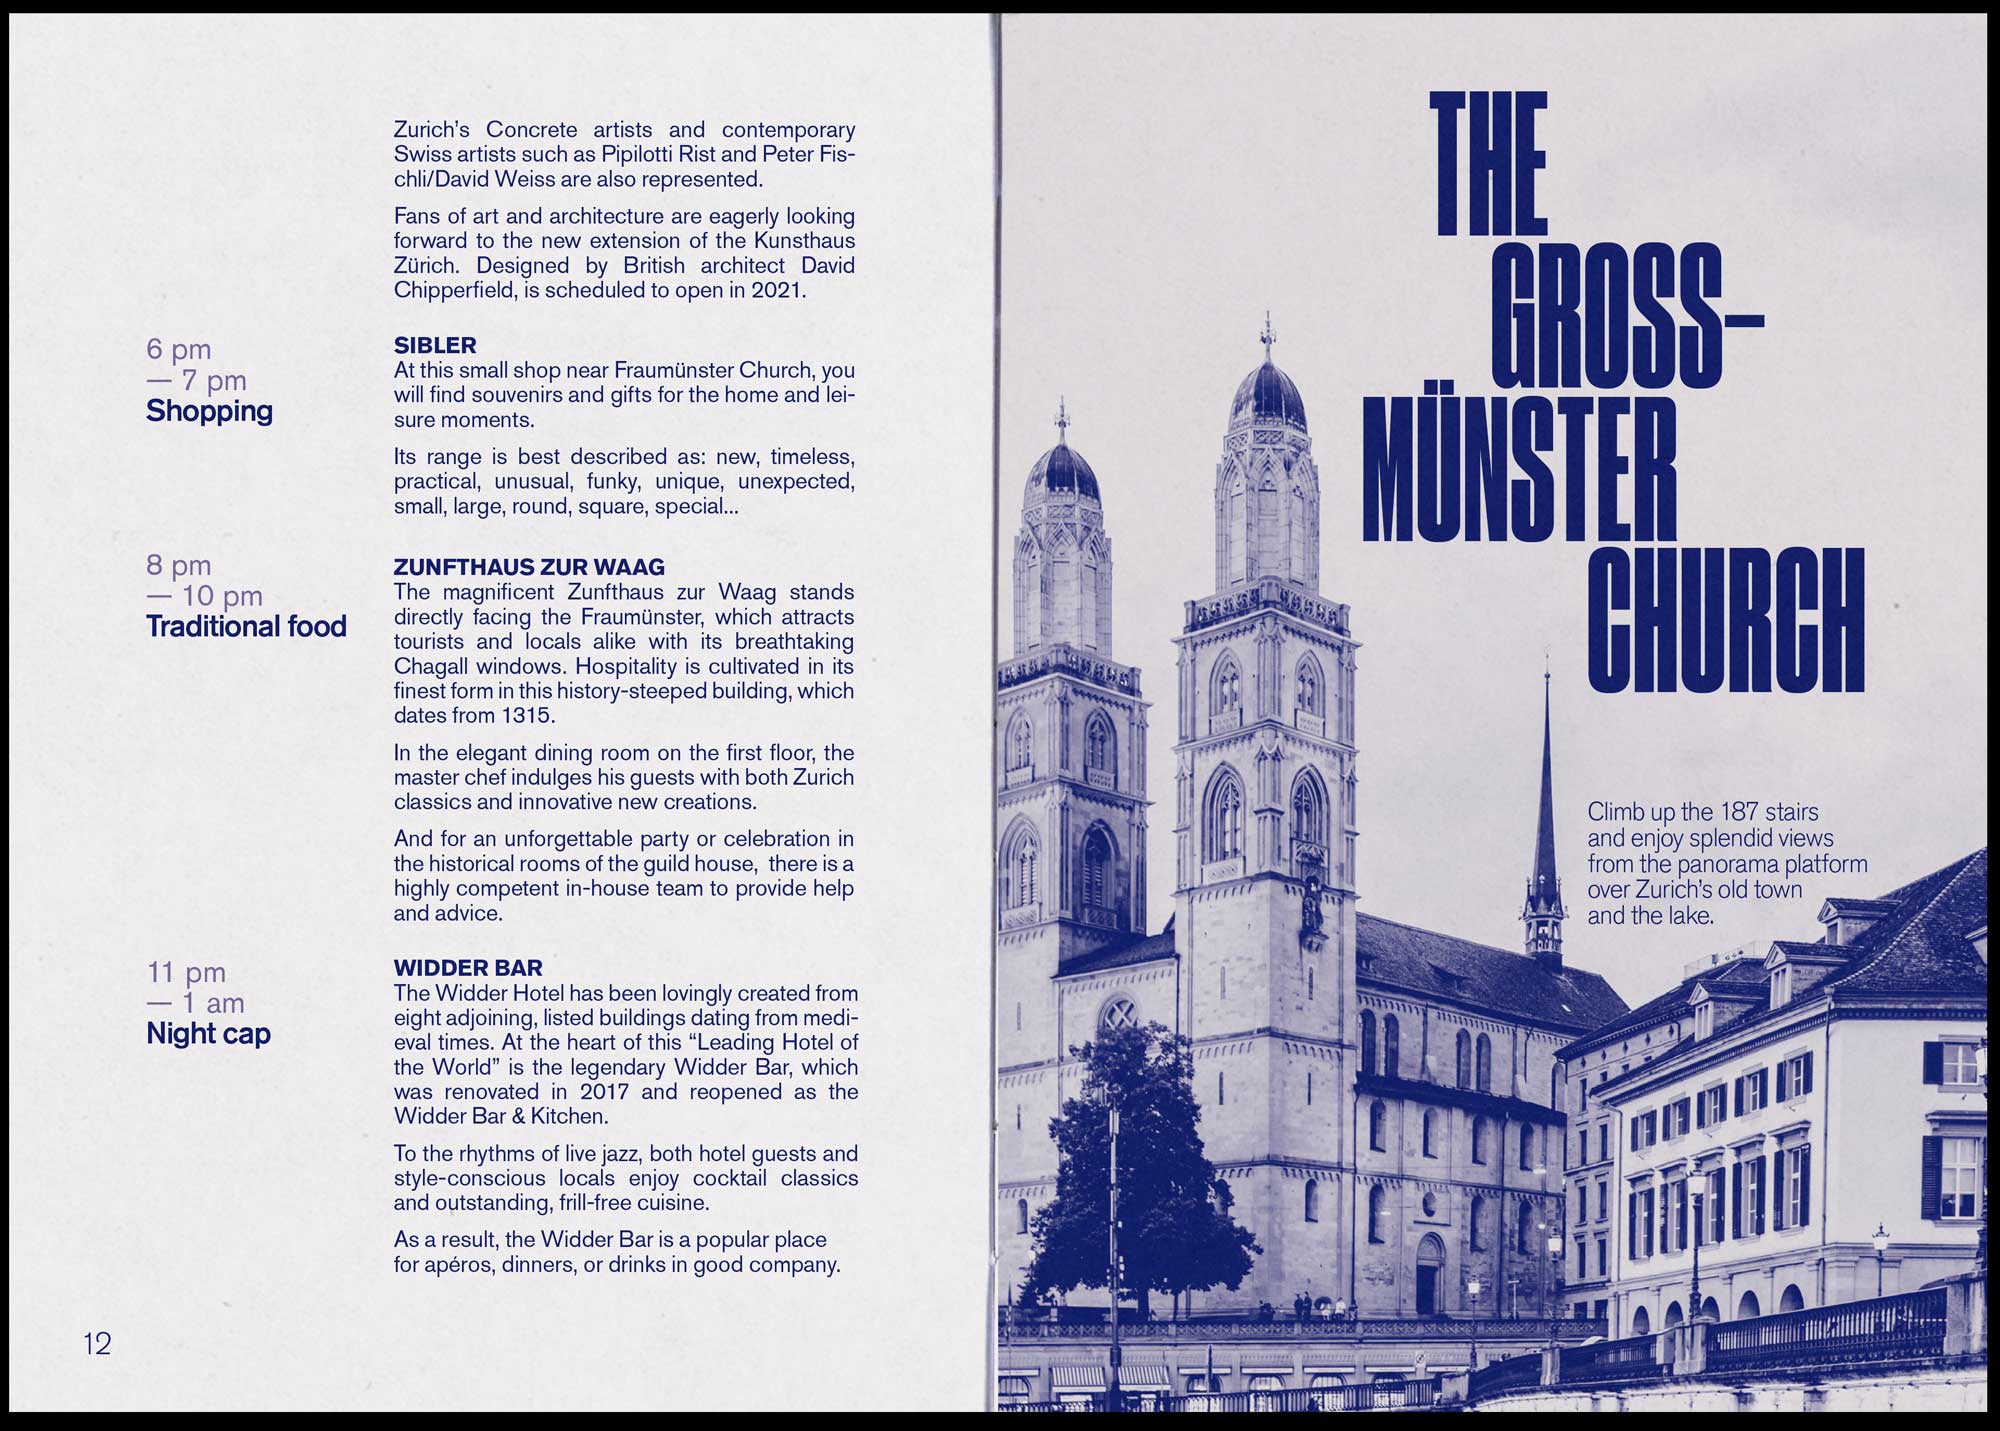 Zurich's Concrete artists and contemporary
Swiss artists such as Pipilotti Rist and Peter Fis-
chli/David Weiss are also represented.
Fans of art and architecture are eagerly looking
forward to the new extension of the Kunsthaus
Zürich. Designed by British architect David
Chipperfield, is scheduled to open in 2021.
6 pm
— 7 pm
Shopping
SIBLER
At this small shop near Fraumünster Church, you
will find souvenirs and gifts for the home and lei-
sure moments.
Its range is best described as: new, timeless,
practical, unusual, funky, unique, unexpected,
small, large, round, square, special...
8 pm
— 10 pm
Traditional food
ZUNFTHAUS ZUR WAAG
The magnificent Zunfthaus zur Waag stands
directly facing the Fraumünster, which attracts
tourists and locals alike with its breathtaking
Chagall windows. Hospitality is cultivated in its
finest form in this history-steeped building, which
dates from 1315.
In the elegant dining room on the first floor, the
master chef indulges his guests with both Zurich
classics and innovative new creations.
And for an unforgettable party or celebration in
the historical rooms of the guild house, there is a
highly competent in-house team to provide help
and advice.
11 pm
— 1 am
Night cap
WIDDER BAR
The Widder Hotel has been lovingly created from
eight adjoining, listed buildings dating from medi-
eval times. At the heart of this “Leading Hotel of
the World” is the legendary Widder Bar, which
was renovated in 2017 and reopened as the
Widder Bar & Kitchen.
To the rhythms of live jazz, both hotel guests and
style-conscious locals enjoy cocktail classics
and outstanding, frill-free cuisine.
As a result, the Widder Bar is a popular place
for apéros, dinners, or drinks in good company.
12
THE
GROSS–
MÜNSTER
CHURCH
Climb up the 187 stairs
and enjoy splendid views
from the panorama platform
over Zurich's old town
and the lake.